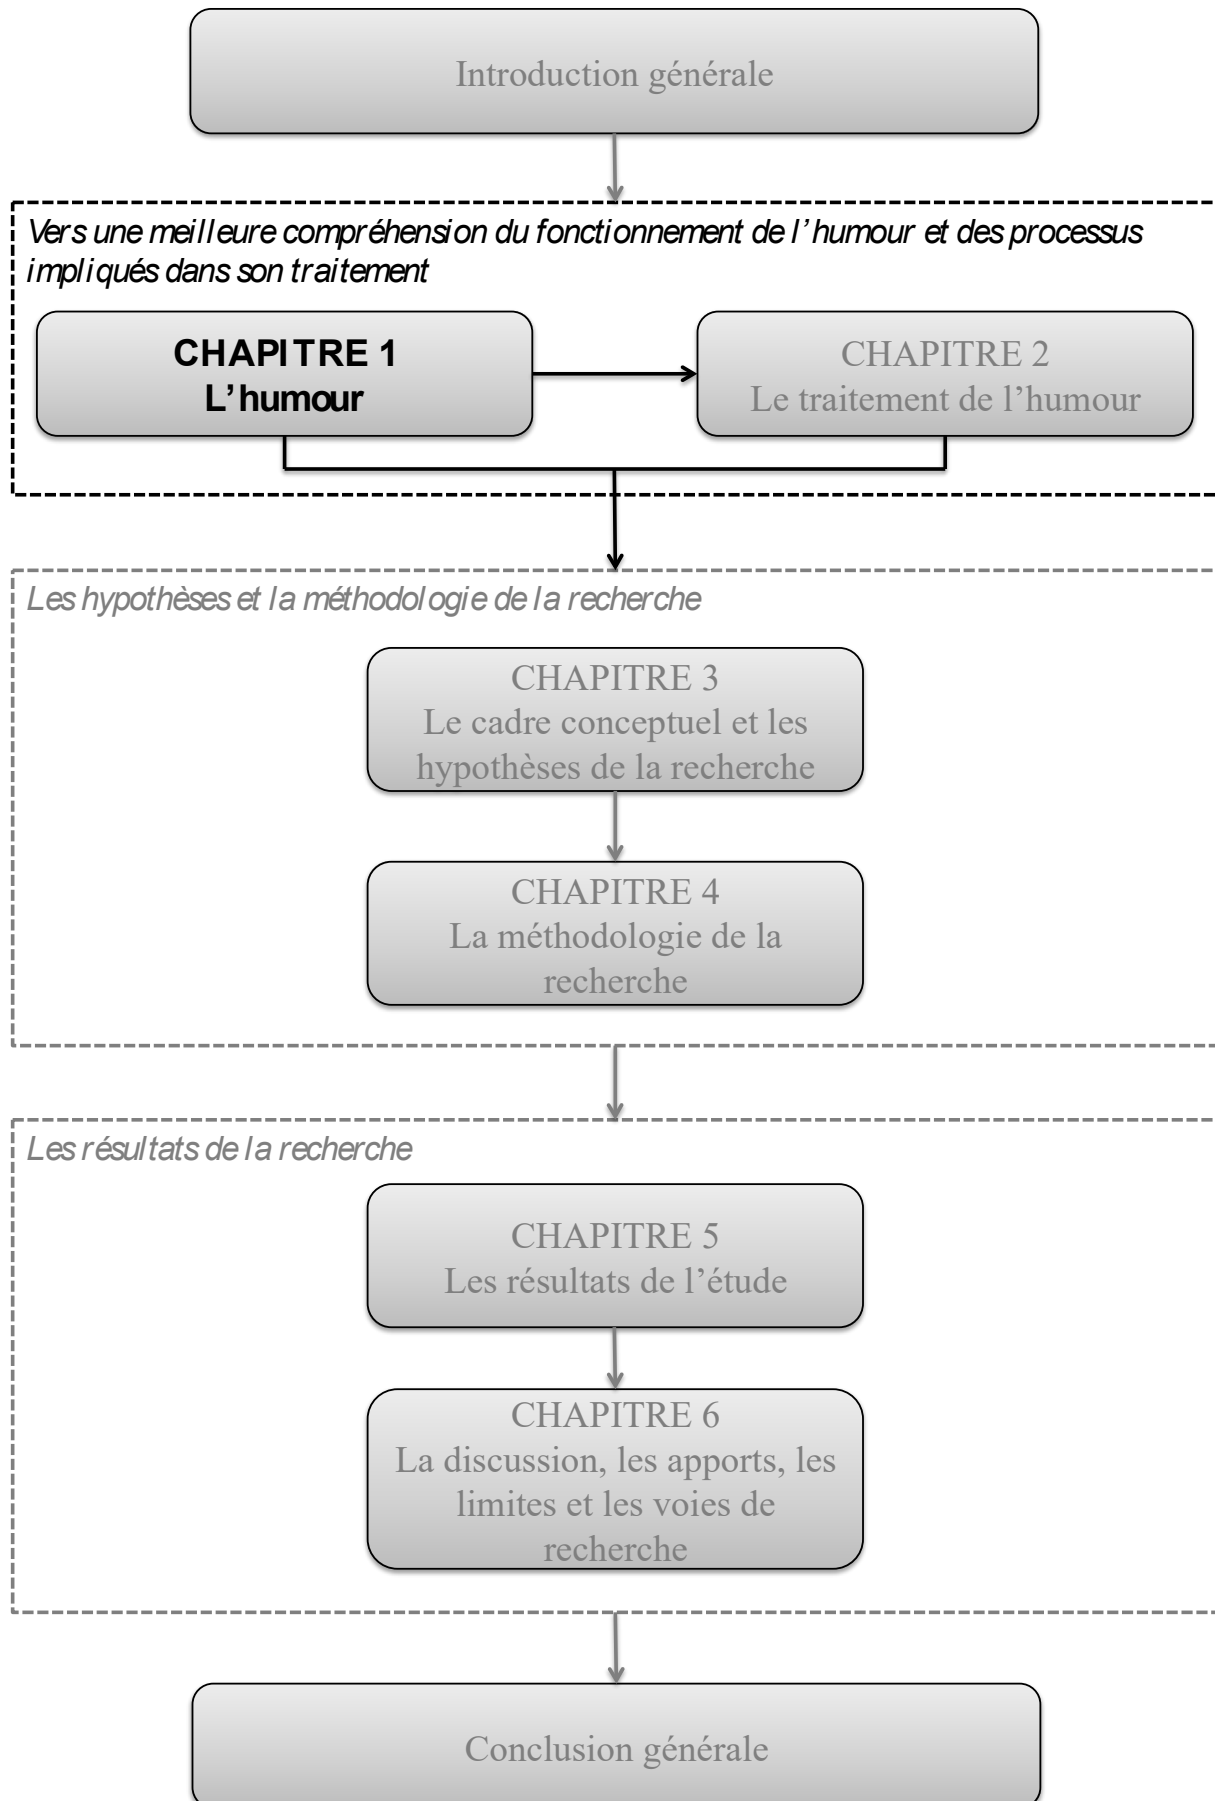 Introduction générale
Vers une meilleure compréhension du fonctionnement de l’humour et des processus
impliqués dans son traitement
CHAPITRE 1
L’humour
CHAPITRE 2
Le traitement de l’humour
Les hypothèses et la méthodologie de la recherche
CHAPITRE 3
Le cadre conceptuel et les
hypothèses de la recherche
CHAPITRE 4
La méthodologie de la
recherche
Les résultats de la recherche
CHAPITRE 5
Les résultats de l’étude
CHAPITRE 6
La discussion, les apports, les
limites et les voies de
recherche
Conclusion générale